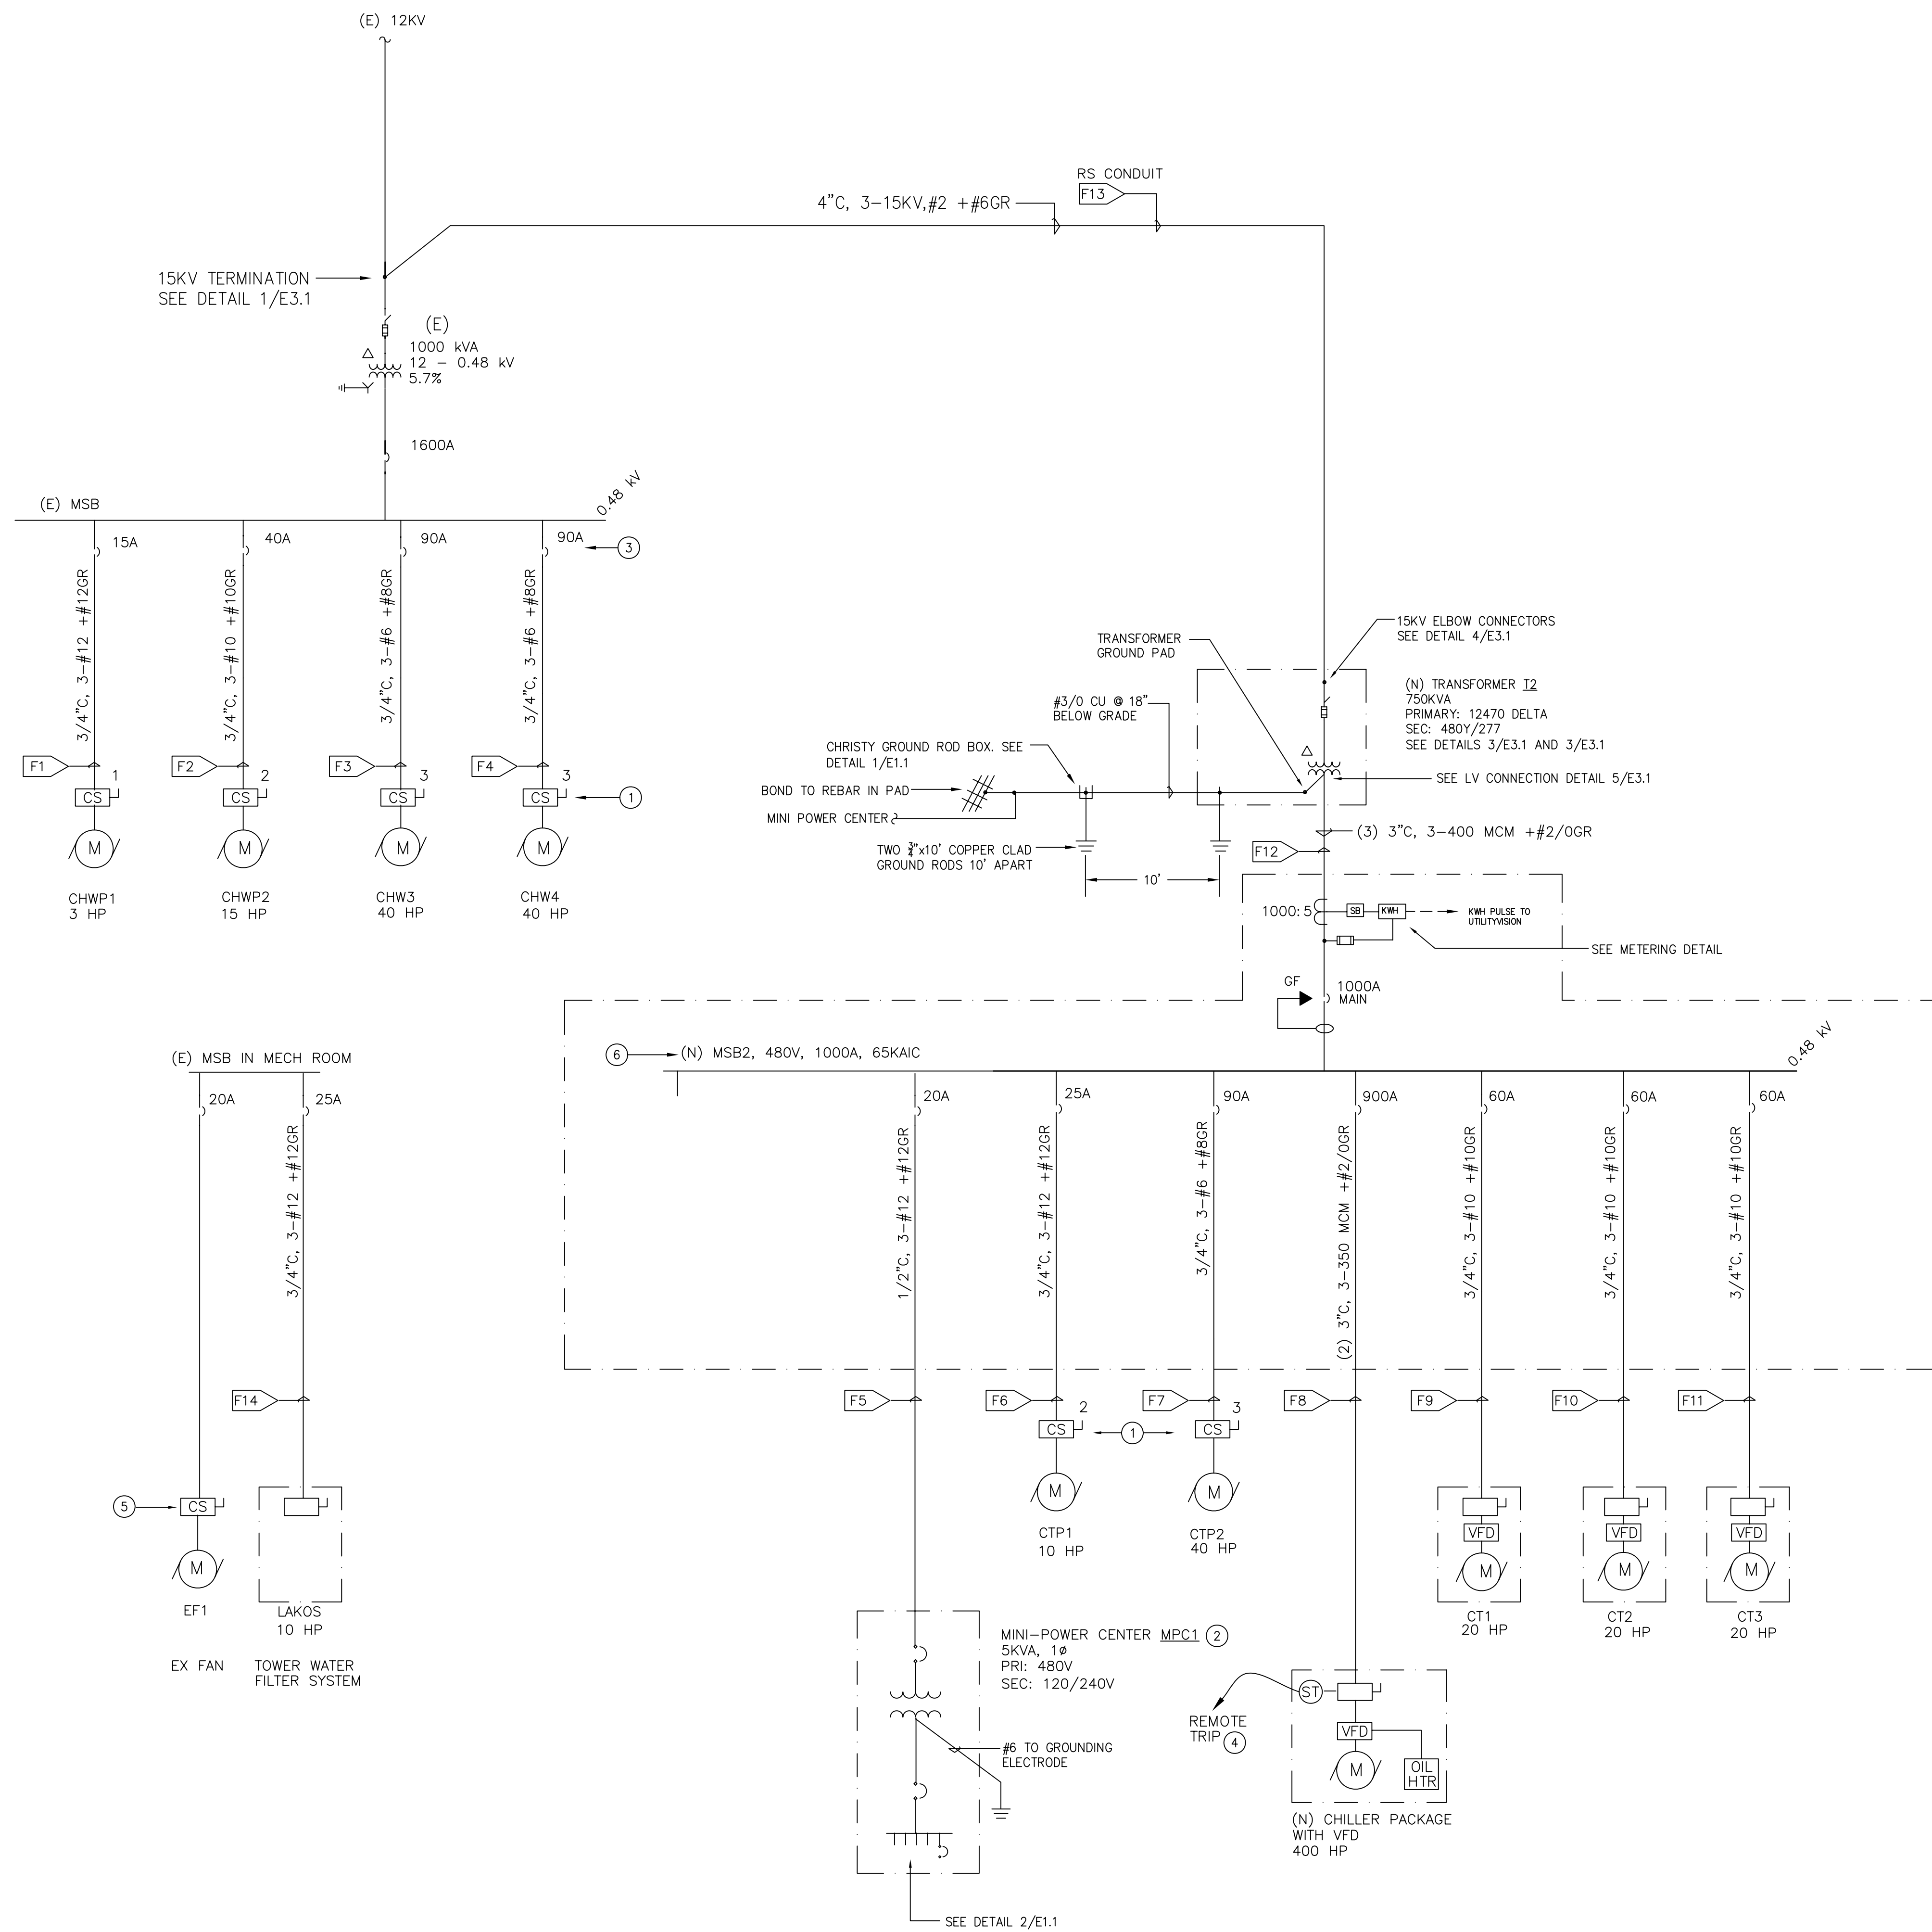 (E) 12KV
RS CONDUIT
F13
4"C, 3-15KV,#2 +#6GR
15KV TERMINATION
SEE DETAIL 1/E3.1
(E)
1000 kVA
12 - 0.48 kV
5.7%
1600A
(E) MSB
0.48 kV
15A
40A
90A
90A
3
3/4"C, 3-#12 +#12GR
3/4"C, 3-#10 +#10GR
3/4"C, 3-#6 +#8GR
3/4"C, 3-#6 +#8GR
F1
F2
F3
F4
1
2
3
3
CS
CS
CS
CS
1
M
M
M
M
CHWP1
3 HP
CHWP2
15 HP
CHW3
40 HP
CHW4
40 HP
15KV ELBOW CONNECTORS
SEE DETAIL 4/E3.1
TRANSFORMER
GROUND PAD
(N) TRANSFORMER T2
750KVA
PRIMARY: 12470 DELTA
SEC: 480Y/277
SEE DETAILS 3/E3.1 AND 3/E3.1
#3/0 CU @ 18"
BELOW GRADE
CHRISTY GROUND ROD BOX. SEE
DETAIL 1/E1.1
SEE LV CONNECTION DETAIL 5/E3.1
BOND TO REBAR IN PAD
MINI POWER CENTER
(3) 3"C, 3-400 MCM +#2/0GR
TWO 3/4"x10' COPPER CLAD
GROUND RODS 10' APART
F12
10'
1000:5
SB
KWH
KWH PULSE TO
UTILITYVISION
SEE METERING DETAIL
GF
1000A
MAIN
(E) MSB IN MECH ROOM
6
(N) MSB2, 480V, 1000A, 65KAIC
0.48 kV
20A
25A
20A
25A
90A
900A
60A
60A
60A
3/4"C, 3-#12 +#12GR
1/2"C, 3-#12 +#12GR
3/4"C, 3-#12 +#12GR
3/4"C, 3-#6 +#8GR
(2) 3"C, 3-350 MCM +#2/0GR
3/4"C, 3-#10 +#10GR
3/4"C, 3-#10 +#10GR
3/4"C, 3-#10 +#10GR
F14
F5
F6
F7
F8
F9
F10
F11
2
3
CS
1
CS
M
M
5
CS
M
VFD
VFD
VFD
M
M
M
CTP1
10 HP
CTP2
40 HP
EF1
LAKOS
10 HP
CT1
20 HP
CT2
20 HP
CT3
20 HP
EX FAN
TOWER WATER
FILTER SYSTEM
MINI-POWER CENTER MPC1 2
5KVA, 1ø
PRI: 480V
SEC: 120/240V
ST
REMOTE
TRIP 4
VFD
M
OIL
HTR
#6 TO GROUNDING
ELECTRODE
(N) CHILLER PACKAGE
WITH VFD
400 HP
SEE DETAIL 2/E1.1